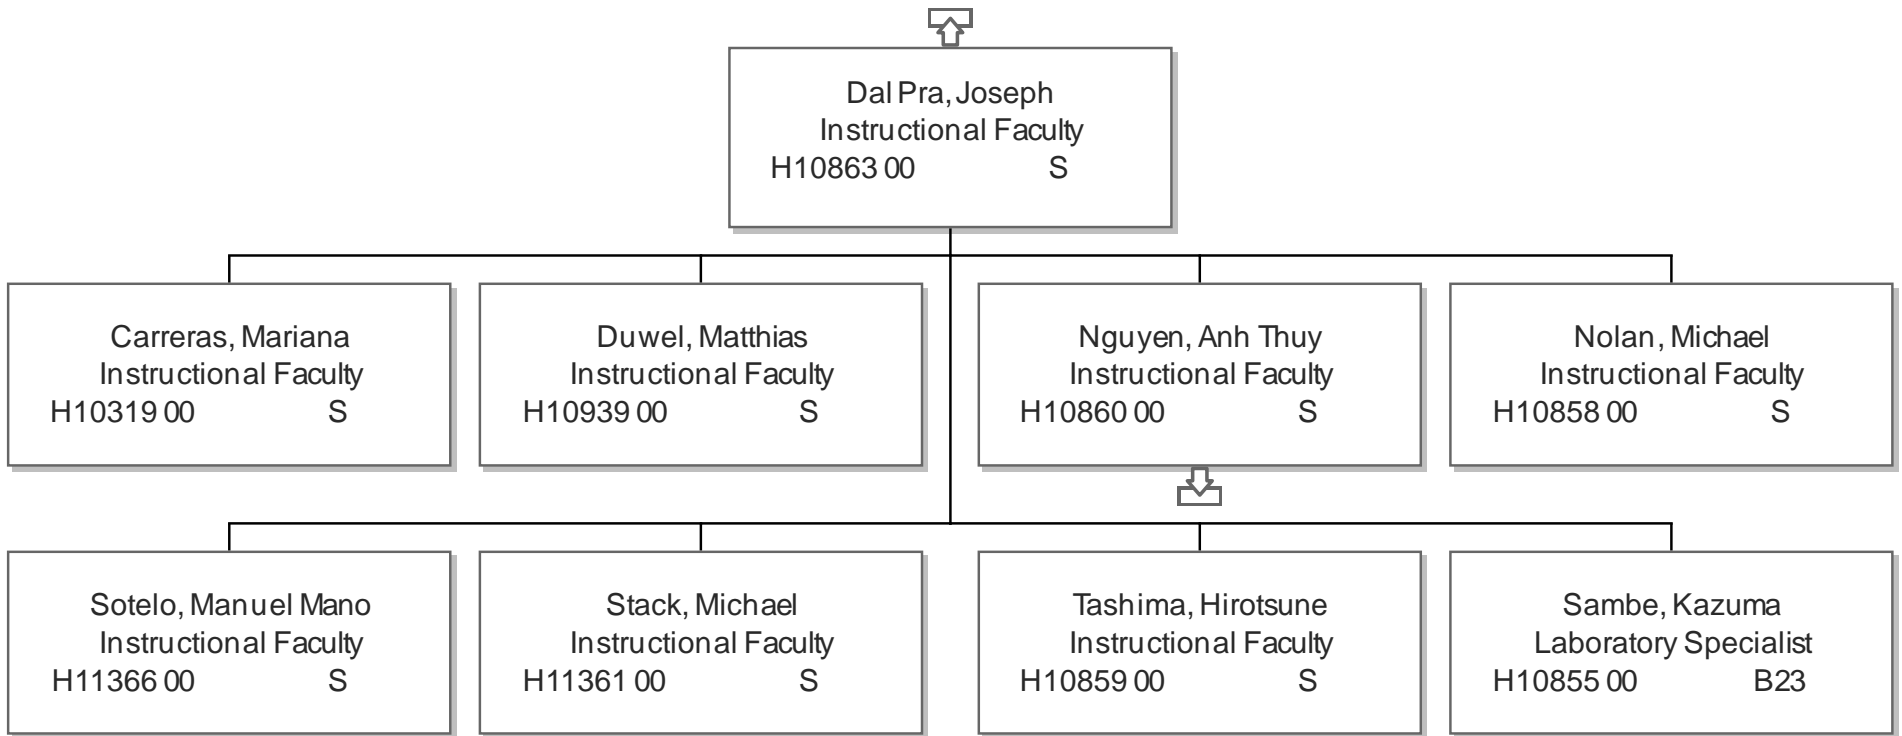 Dal Pra, Joseph
Instructional Faculty
H10863 00 S
Carreras, Mariana
Instructional Faculty
H10319 00 S
Duwel, Matthias
Instructional Faculty
H10939 00 S
Nguyen, Anh Thuy
Instructional Faculty
H10860 00 S
Nolan, Michael
Instructional Faculty
H10858 00 S
Sotelo, Manuel Mano
Instructional Faculty
H11366 00 S
Stack, Michael
Instructional Faculty
H11361 00 S
Tashima, Hirotsune
Instructional Faculty
H10859 00 S
Sambe, Kazuma
Laboratory Specialist
H10855 00 B23